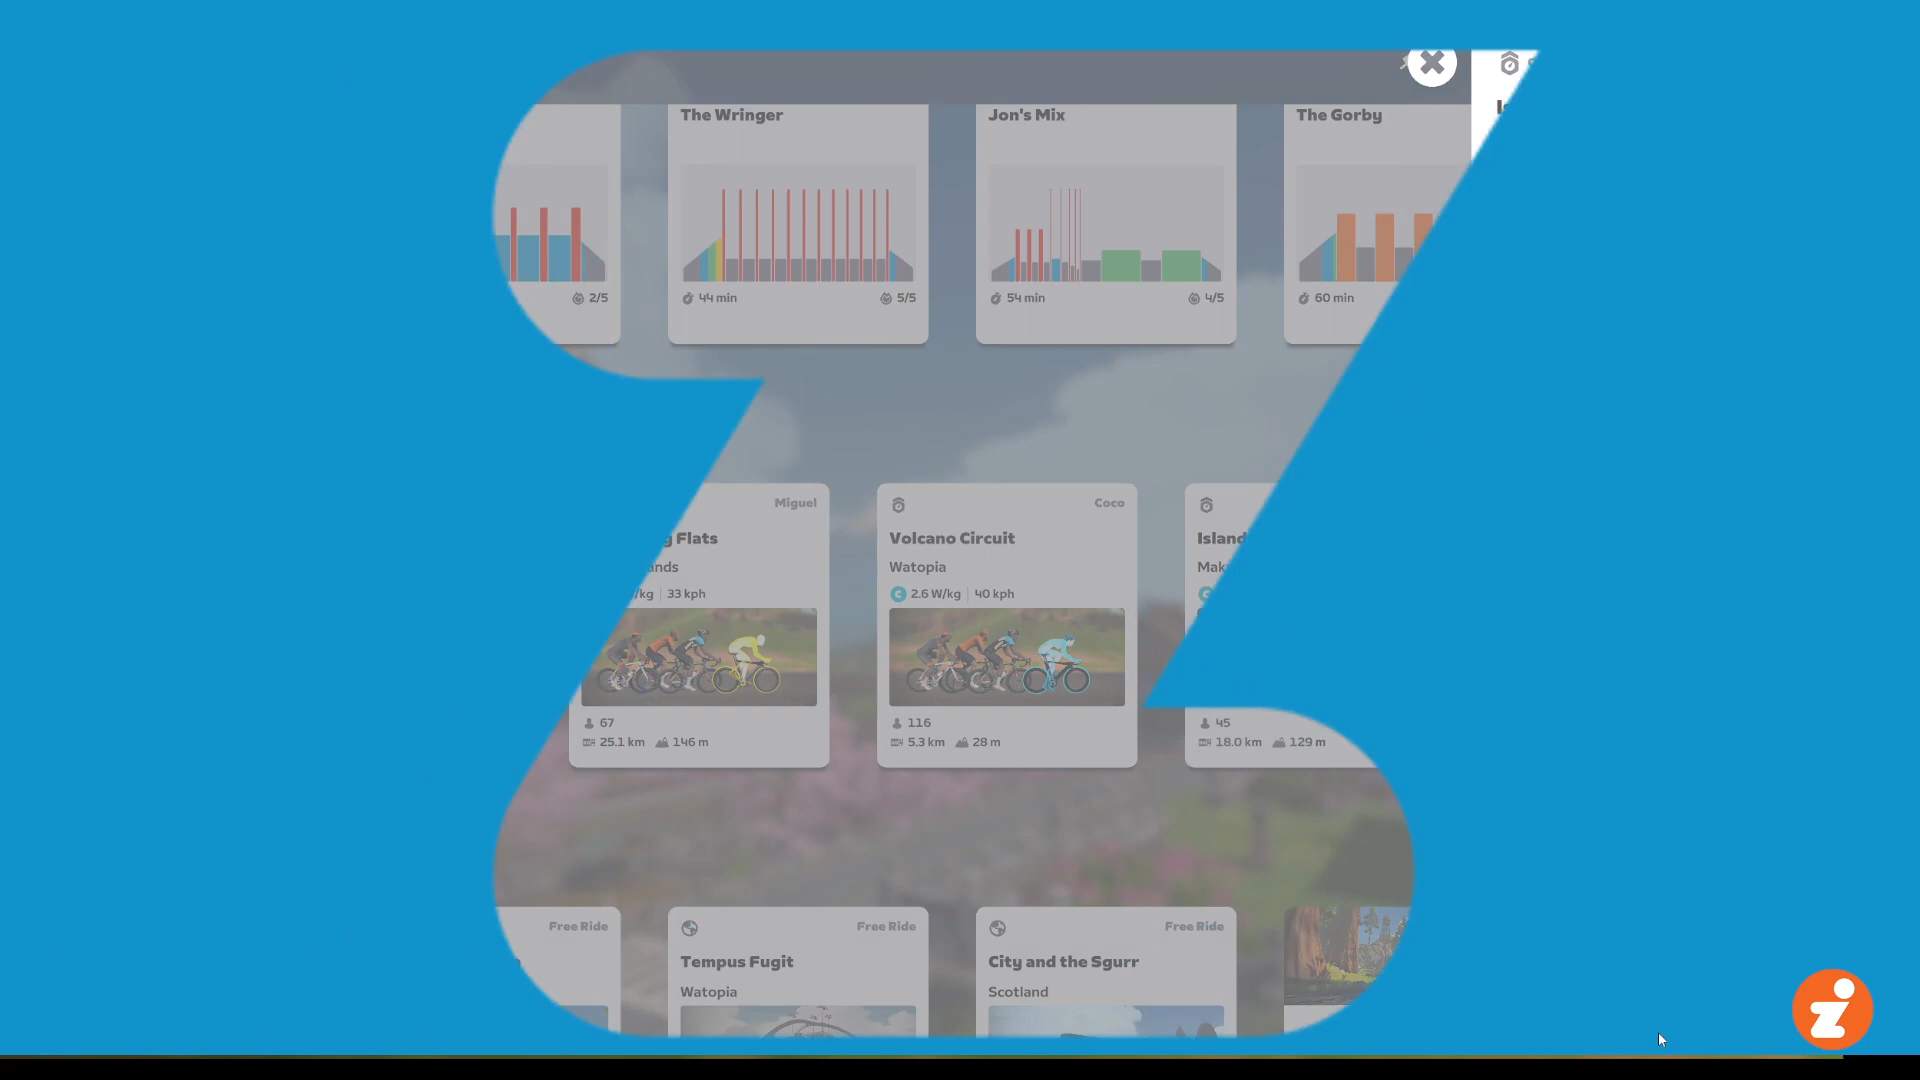 The Wringer
Jon's Mix
The Gorby
2/5
44 min
5/5
54 min
4/5
60 min
Miguel
Coco
Flats
Volcano Circuit
Island
Watopia
33 kph
2.6 W/kg
40 kph
67
116
45
25.1 km
146 m
5.3 km
28 m
18.0 km
129 m
Free Ride
Free Ride
Free Ride
Tempus Fugit
City and the Sgurr
Watopia
Scotland